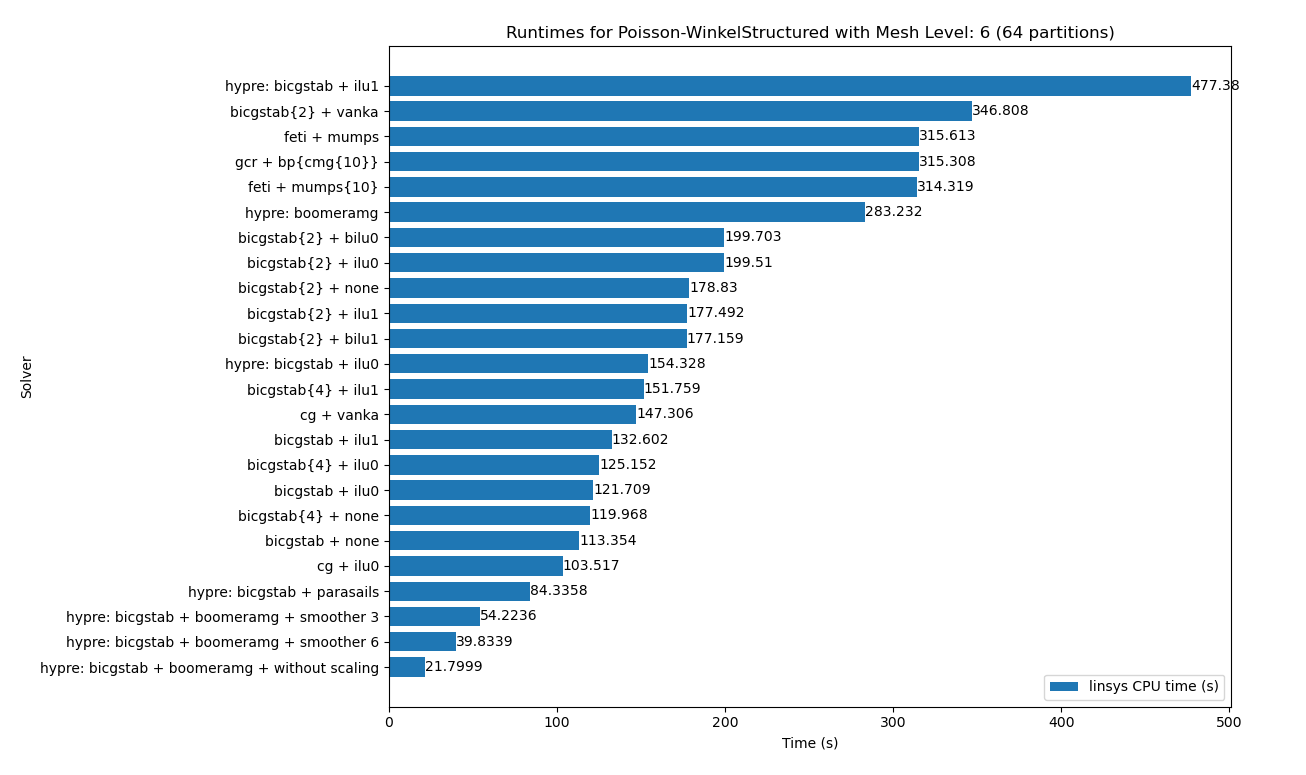 Runtimes for Poisson-WinkelStructured with Mesh Level: 6 (64 partitions)
Solver
hypre: bicgstab + ilu1 477.38
bicgstab{2} + vanka 346.808
feti + mumps 315.613
gcr + bp{cmg{10}} 315.308
feti + mumps{10} 314.319
hypre: boomeramg 283.232
bicgstab{2} + bilu0 199.703
bicgstab{2} + ilu0 199.51
bicgstab{2} + none 178.83
bicgstab{2} + ilu1 177.492
bicgstab{2} + bilu1 177.159
hypre: bicgstab + ilu0 154.328
bicgstab{4} + ilu1 151.759
cg + vanka 147.306
bicgstab + ilu1 132.602
bicgstab{4} + ilu0 125.152
bicgstab + ilu0 121.709
bicgstab{4} + none 119.968
bicgstab + none 113.354
cg + ilu0 103.517
hypre: bicgstab + parasails 84.3358
hypre: bicgstab + boomeramg + smoother 3 54.2236
hypre: bicgstab + boomeramg + smoother 6 39.8339
hypre: bicgstab + boomeramg + without scaling 21.7999
linsys CPU time (s)
0 100 200 300 400 500
Time (s)